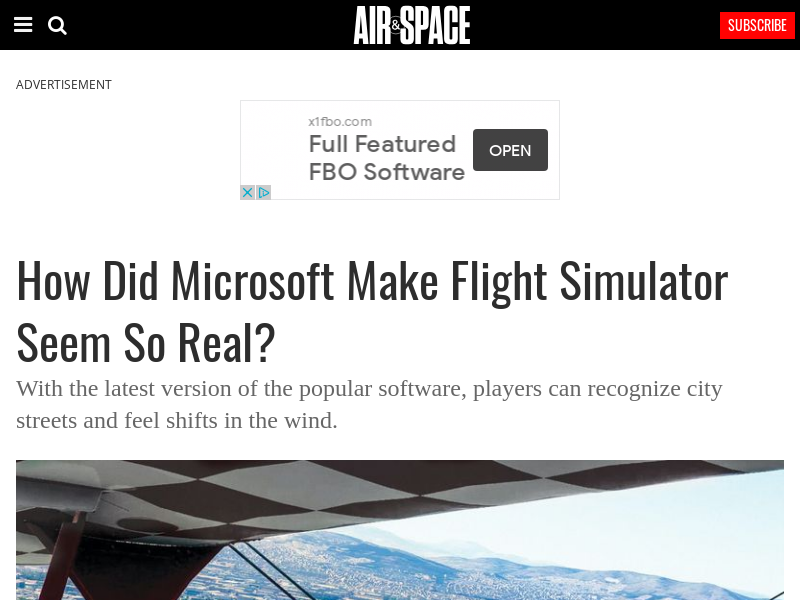 AIR & SPACE
SUBSCRIBE
ADVERTISEMENT
x1fbo.com
Full Featured
FBO Software
OPEN
How Did Microsoft Make Flight Simulator
Seem So Real?
With the latest version of the popular software, players can recognize city
streets and feel shifts in the wind.